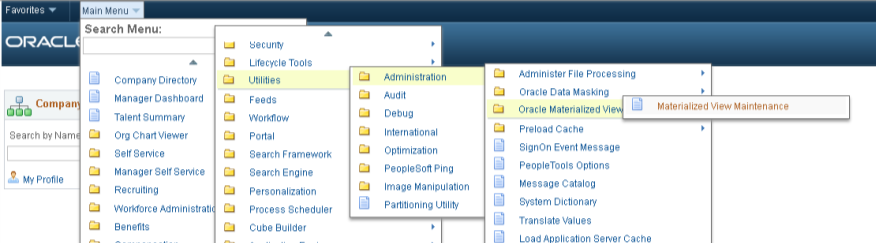 Favorites
Main Menu
ORACL
Search Menu:
Company Directory
Manager Dashboard
Talent Summary
Org Chart Viewer
Self Service
Manager Self Service
Recruiting
Workforce Administratio
Benefits
Company
Search by Name
My Profile
Security
Lifecycle Tools
Utilities
Feeds
Workflow
Portal
Search Framework
Search Engine
Personalization
Process Scheduler
Cube Builder
Administration
Audit
Debug
International
Optimization
PeopleSoft Ping
Image Manipulation
Partitioning Utility
Administer File Processing
Oracle Data Masking
Oracle Materialized View
Preload Cache
SignOn Event Message
PeopleTools Options
Message Catalog
System Dictionary
Translate Values
Load Application Server Cache
Materialized View Maintenance